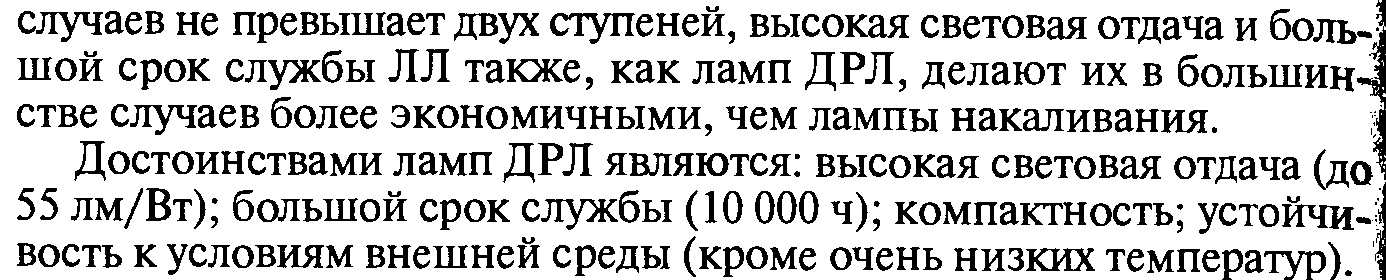 случаев не превышает двух ступеней, высокая световая отдача и боль-
шой срок службы ЛЛ также, как ламп ДРЛ, делают их в большин-
стве случаев более экономичными, чем лампы накаливания.
Достоинствами ламп ДРЛ являются: высокая световая отдача (до
55 лм/Вт); большой срок службы (10 000 ч); компактность; устойчи-
вость к условиям внешней среды (кроме очень низких температур).